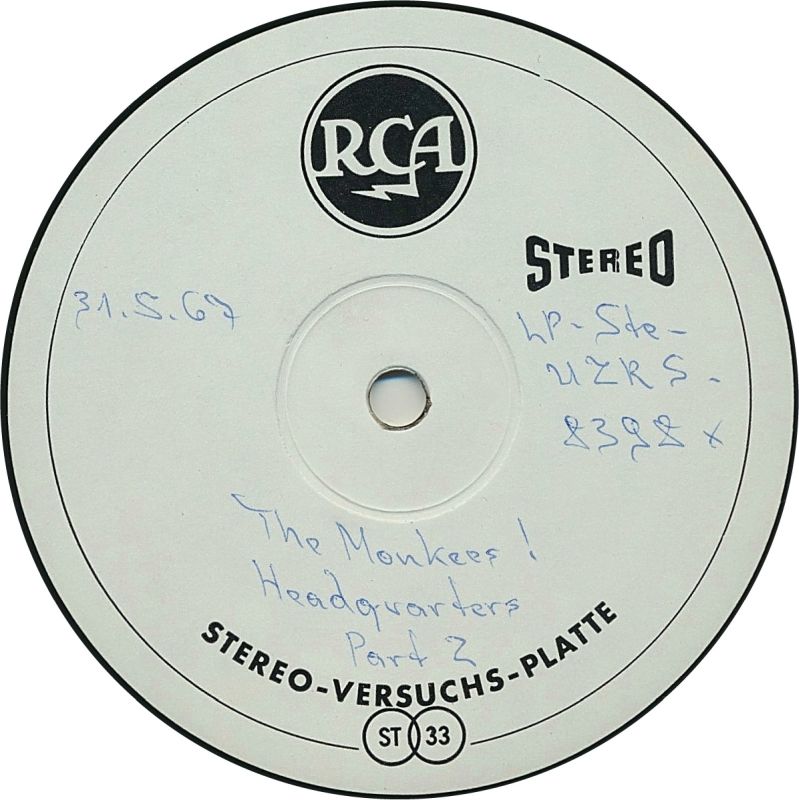 RCA
STEREO
31.5.67
LP-Ste-
UZRS-
8398 x
The Monkees!
Headquarters
Part 2
STEREO-VERSUCHS-PLATTE
ST 33